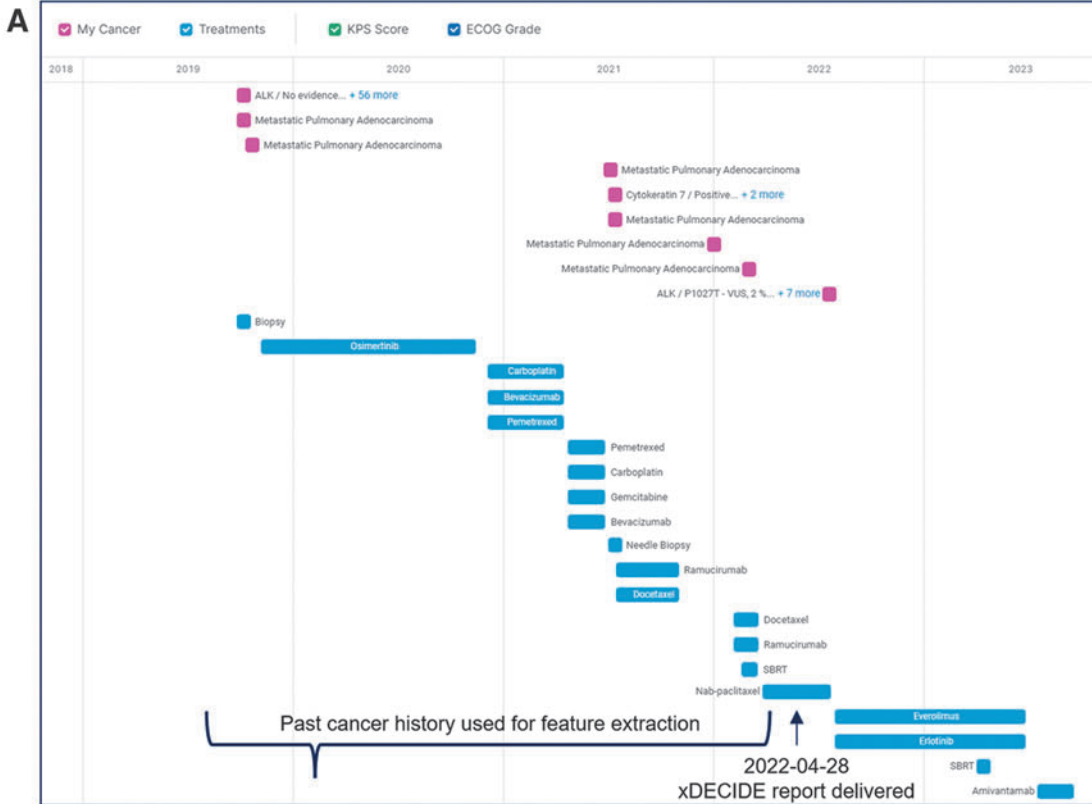 A
My Cancer Treatments KPS Score ECOG Grade
2018 2019 2020 2021 2022 2023
ALK / No evidence... + 56 more
Metastatic Pulmonary Adenocarcinoma
Metastatic Pulmonary Adenocarcinoma
Metastatic Pulmonary Adenocarcinoma
Cytokeratin 7 / Positive... + 2 more
Metastatic Pulmonary Adenocarcinoma
Metastatic Pulmonary Adenocarcinoma
Metastatic Pulmonary Adenocarcinoma
ALK / P1027T - VUS, 2 %... + 7 more
Biopsy
Osimertinib
Carboplatin
Bevacizumab
Pemetrexed
Pemetrexed
Carboplatin
Gemcitabine
Bevacizumab
Needle Biopsy
Ramucirumab
Docetaxel
Docetaxel
Ramucirumab
SBRT
Nab-paclitaxel
Everolimus
Past cancer history used for feature extraction
Erlotinib
2022-04-28
SBRT
xDECIDE report delivered
Amivantamab